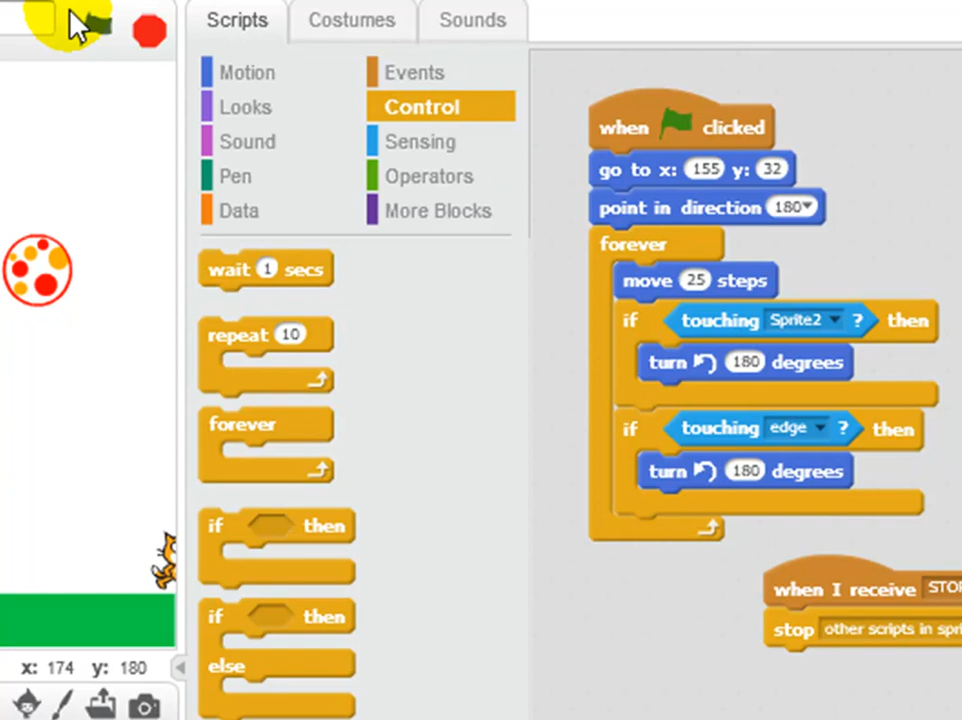 Scripts
Costumes
Sounds
Motion
Events
Looks
Control
Sound
Sensing
Pen
Operators
Data
More Blocks
wait 1 secs
repeat 10
forever
if then
if then
else
when clicked
go to x: 155 y: 32
point in direction 180
forever
move 25 steps
if touching Sprite2 ? then
turn 180 degrees
if touching edge ? then
turn 180 degrees
when I receive
stop other scripts in
x: 174 y: 180